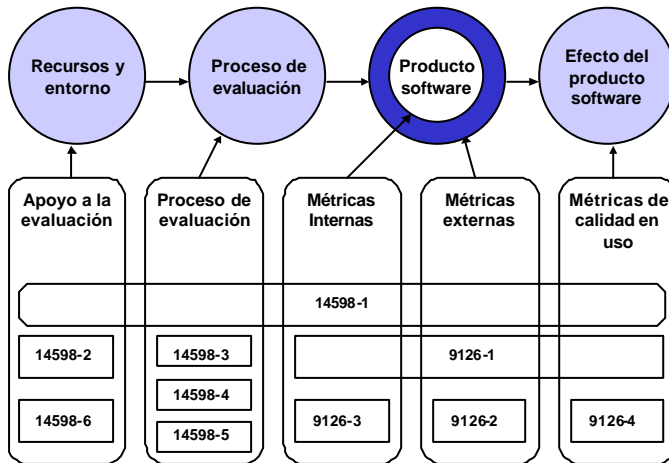 Recursos y
entorno
Proceso de
evaluación
Producto
software
Efecto del
producto
software
Apoyo a la
evaluación
Proceso de
evaluación
Métricas
Internas
Métricas
externas
Métricas de
calidad en
uso
14598-1
14598-2
14598-3
9126-1
14598-4
14598-6
14598-5
9126-3
9126-2
9126-4